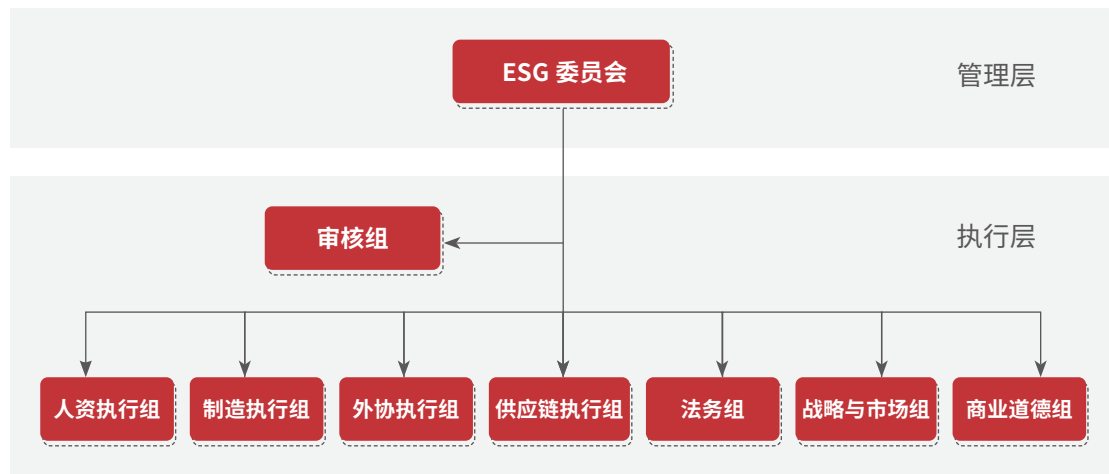 ESG 委员会
管理层
审核组
执行层
人资执行组
制造执行组
外协执行组
供应链执行组
法务组
战略与市场组
商业道德组